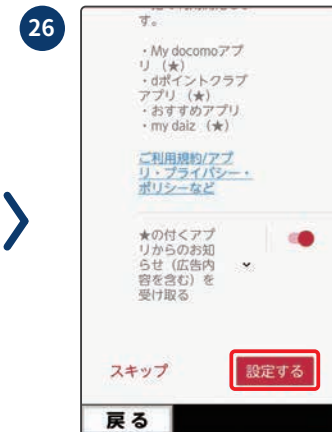 26
す。
・My docomoアプ
リ（★）
・dポイントクラブ
アプリ（★）
・おすすめアプリ
・my daiz（★）
ご利用規約/アプ
リ・プライバシー・
ポリシーなど
★の付くアプ
リからのお知
らせ（広告内
容を含む）を
受け取る
スキップ
設定する
戻る